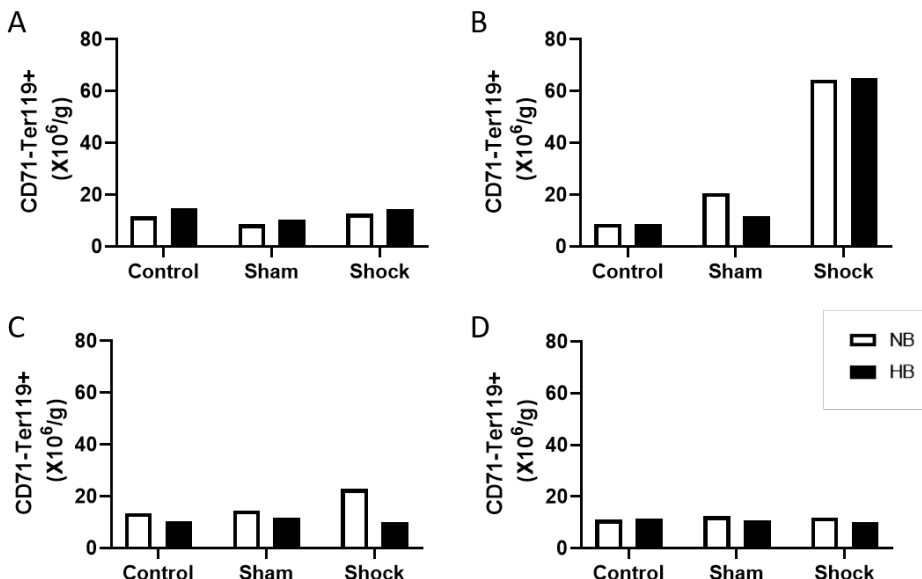 A
CD71-Ter119+
(X10⁶/g)
80
60
40
20
0
Control Sham Shock
B
CD71-Ter119+
(X10⁶/g)
80
60
40
20
0
Control Sham Shock
C
CD71-Ter119+
(X10⁶/g)
80
60
40
20
0
Control Sham Shock
D
CD71-Ter119+
(X10⁶/g)
80
60
40
20
0
Control Sham Shock
NB
HB